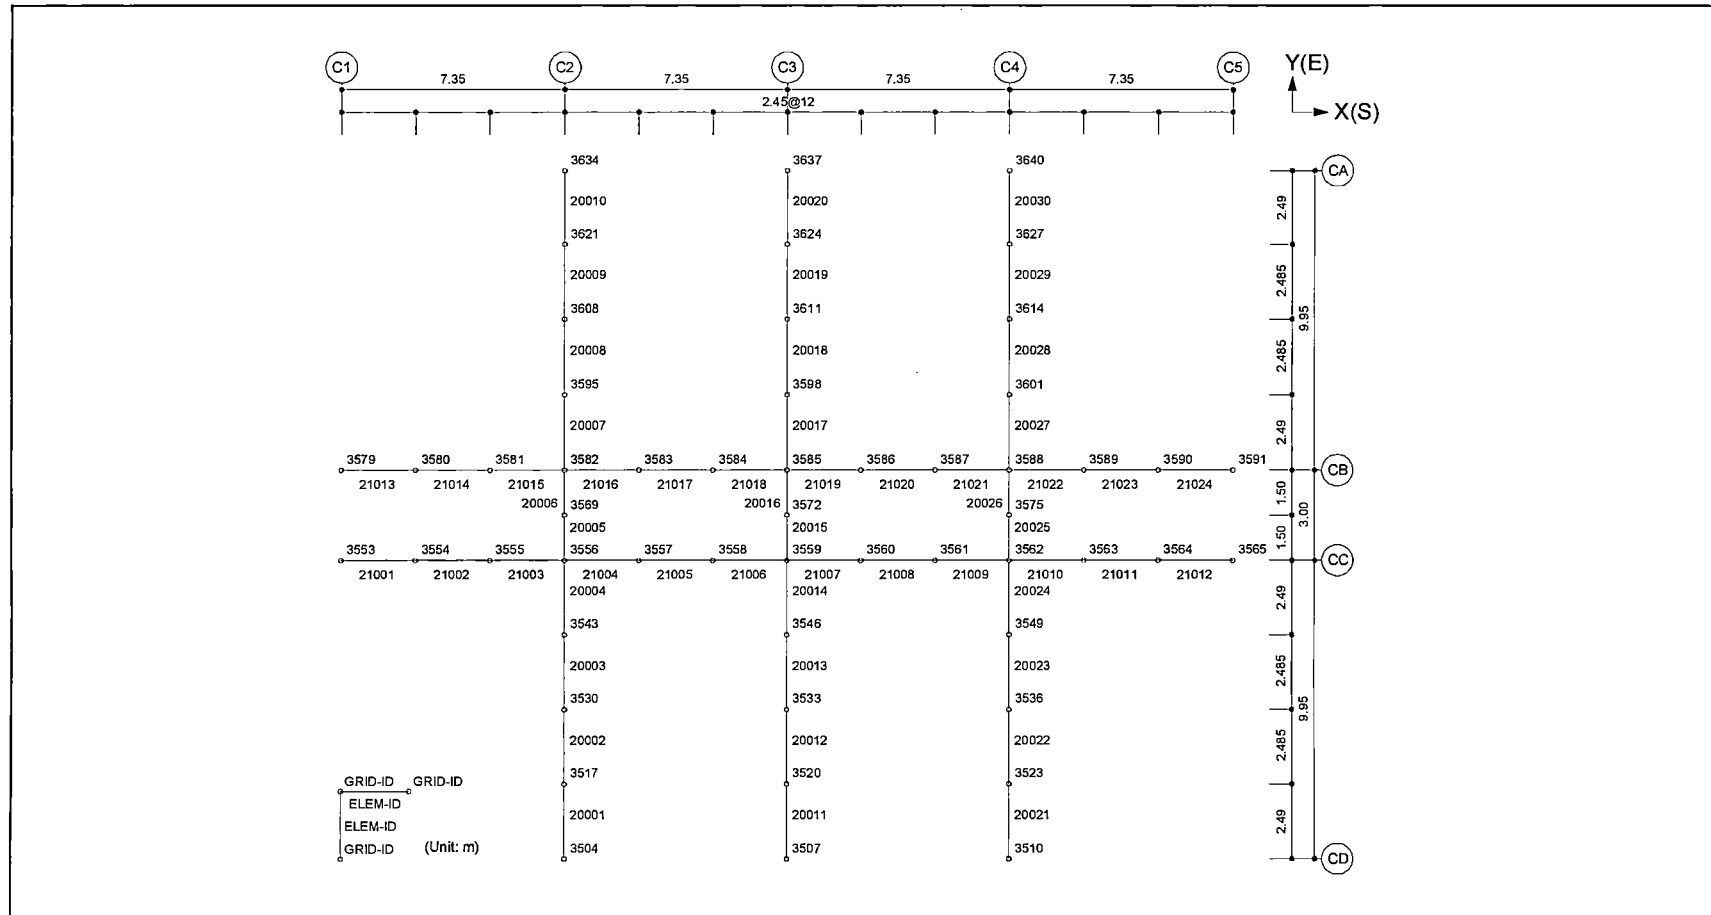 C1 C2 C3 C4 C5 Y(E)
7.35 7.35 7.35 7.35
2.45@12 X(S)
3634 3637 3640 CA
20010 20020 20030 2.49
3621 3624 3627
20009 20019 20029 2.485
3608 3611 3614 9.95
20008 20018 20028 2.485
3595 3598 3601
20007 20017 20027 2.49
3579 3580 3581 3582 3583 3584 3585 3586 3587 3588 3589 3590 3591 CB
21013 21014 21015 21016 21017 21018 21019 21020 21021 21022 21023 21024
20006 3569 20016 3572 20026 3575 1.50 3.00
20005 20015 20025 1.50
3553 3554 3555 3556 3557 3558 3559 3560 3561 3562 3563 3564 3565 CC
21001 21002 21003 21004 21005 21006 21007 21008 21009 21010 21011 21012
20004 20014 20024 2.49
3543 3546 3549
20003 20013 20023 2.485
3530 3533 3536 9.95
20002 20012 20022 2.485
3517 3520 3523
GRID-ID GRID-ID
ELEM-ID
20001 20011 20021 2.49
ELEM-ID
GRID-ID (Unit: m) 3504 3507 3510 CD